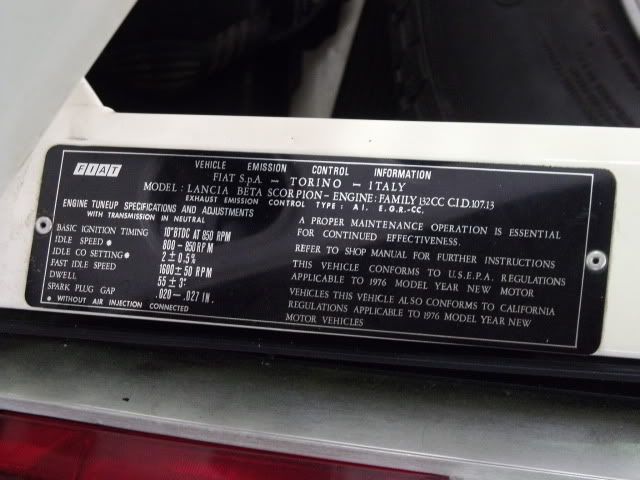 FIAT
VEHICLE EMISSION CONTROL INFORMATION
FIAT S.p.A. — TORINO — ITALY
MODEL: LANCIA BETA SCORPION – ENGINE: FAMILY 132CC C.I.D. 107.13
EXHAUST EMISSION CONTROL TYPE: A i. E.G.R.-CC.
ENGINE TUNEUP SPECIFICATIONS AND ADJUSTMENTS
WITH TRANSMISSION IN NEUTRAL
BASIC IGNITION TIMING 10°BTDC AT 850 RPM
IDLE SPEED * 800 - 850 RPM
IDLE CO SETTING * 2 ± 0.5%
FAST IDLE SPEED 1600 ± 50 RPM
DWELL 55 ± 3°
SPARK PLUG GAP .020 - .027 IN.
* WITHOUT AIR INJECTION CONNECTED
A PROPER MAINTENANCE OPERATION IS ESSENTIAL
FOR CONTINUED EFFECTIVENESS.
REFER TO SHOP MANUAL FOR FURTHER INSTRUCTIONS
THIS VEHICLE CONFORMS TO U.S.E.P.A. REGULATIONS
APPLICABLE TO 1976 MODEL YEAR NEW MOTOR
VEHICLES THIS VEHICLE ALSO CONFORMS TO CALIFORNIA
REGULATIONS APPLICABLE TO 1976 MODEL YEAR NEW
MOTOR VEHICLES